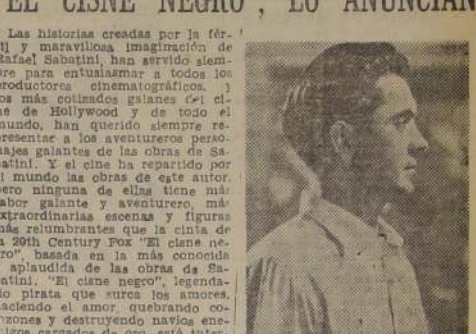 EL CISNE NEGRO", LO ANUNCIAN
Las historias creadas por la fér-
til y maravillosa imaginación de
Rafael Sabatini, han servido siem-
pre para entusiasmar a todos los
productores cinematográficos, y
los más cotizados galanes del ci-
ne de Hollywood y de todo el
mundo, han querido siempre re-
presentar a los aventureros perso-
najes galantes de las obras de Sa-
batini. Y el cine ha repartido por
el mundo las obras de este autor.
pero ninguna de ellas tiene más
sabor galante y aventurero, más
extraordinarias escenas y figuras
más relumbrantes que la cinta de
la 20th Century Fox "El cisne ne-
gro", basada en la más conocida
y aplaudida de las obras de Sa-
batini. "El cisne negro", legenda-
rio pirata que surca los amores,
haciendo el amor, quebrando co-
razones y destruyendo navíos ene-
migos cargados de oro, está